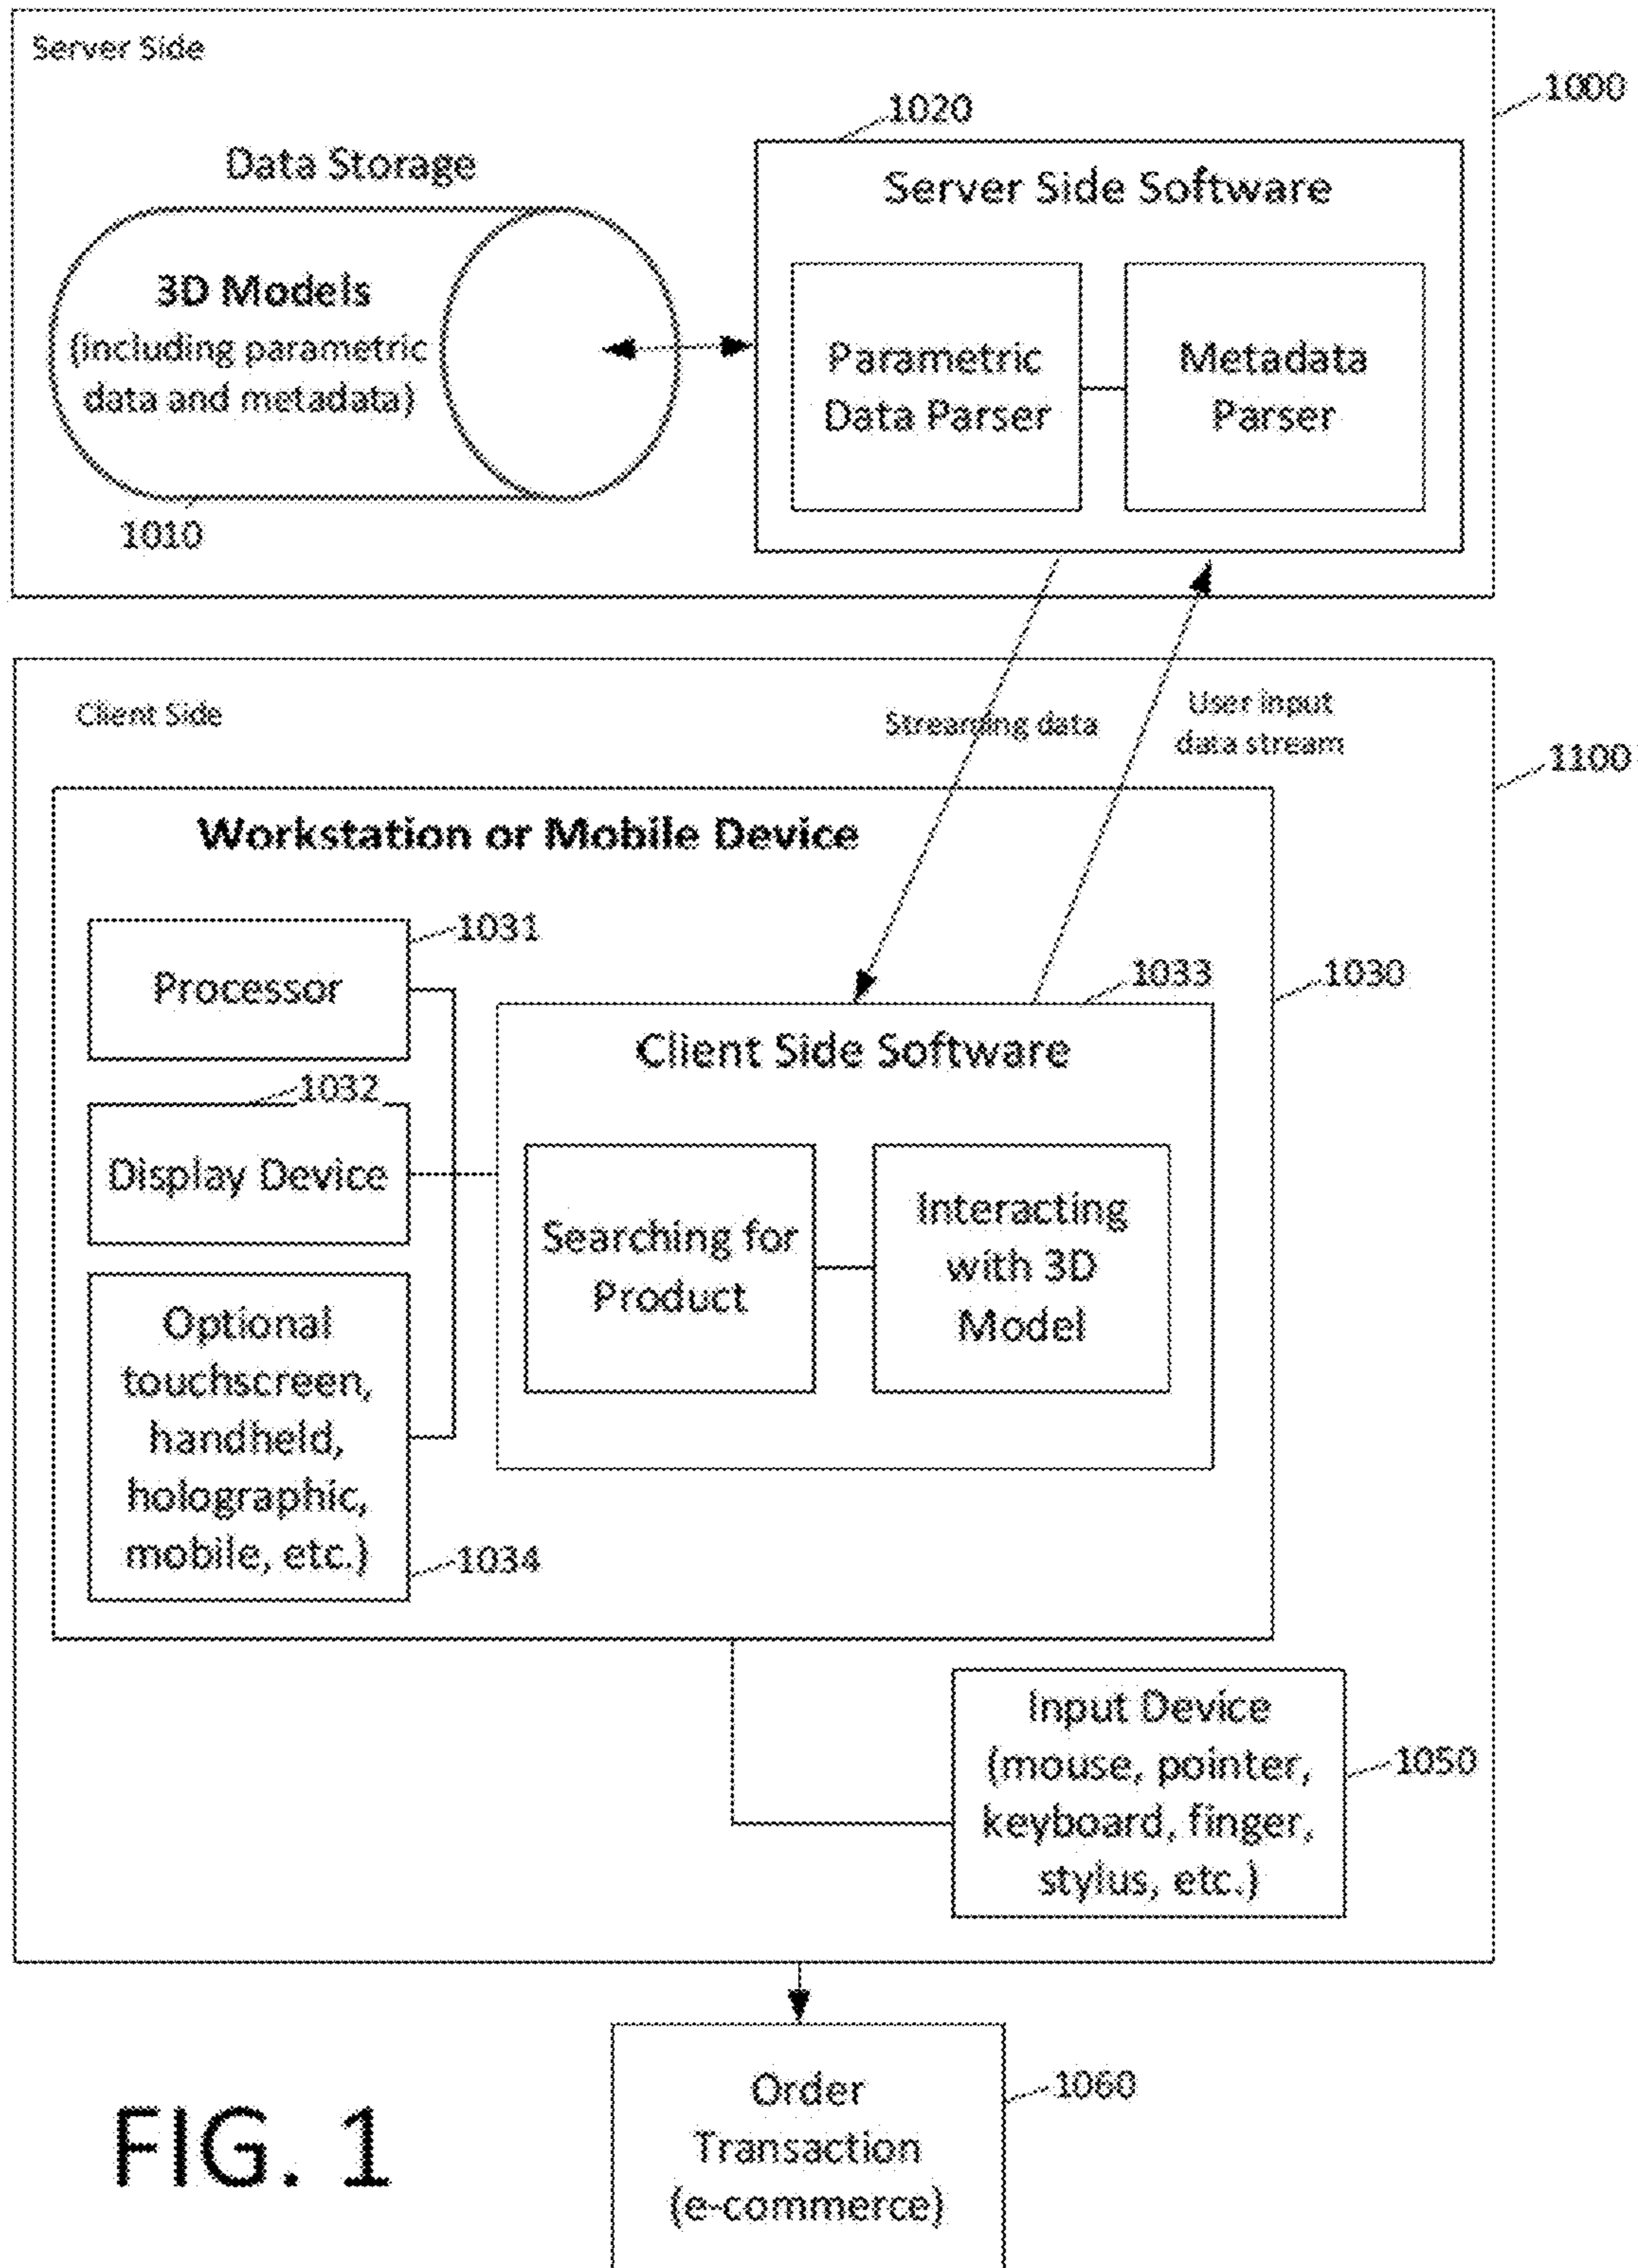 Server Side
1000
1020
Data Storage
Server Side Software
3D Models
(including parametric
data and metadata)
Parametric
Data Parser
Metadata
Parser
1010
Client Side
Streaming data
User input
data stream
1100
Workstation or Mobile Device
1031
Processor
1033
1030
Client Side Software
1032
Display Device
Searching for
Product
Interacting
with 3D
Model
Optional
touchscreen,
handheld,
holographic,
mobile, etc.)
1034
Input Device
(mouse, pointer,
keyboard, finger,
stylus, etc.)
1050
Order
Transaction
(e-commerce)
1060
FIG. 1